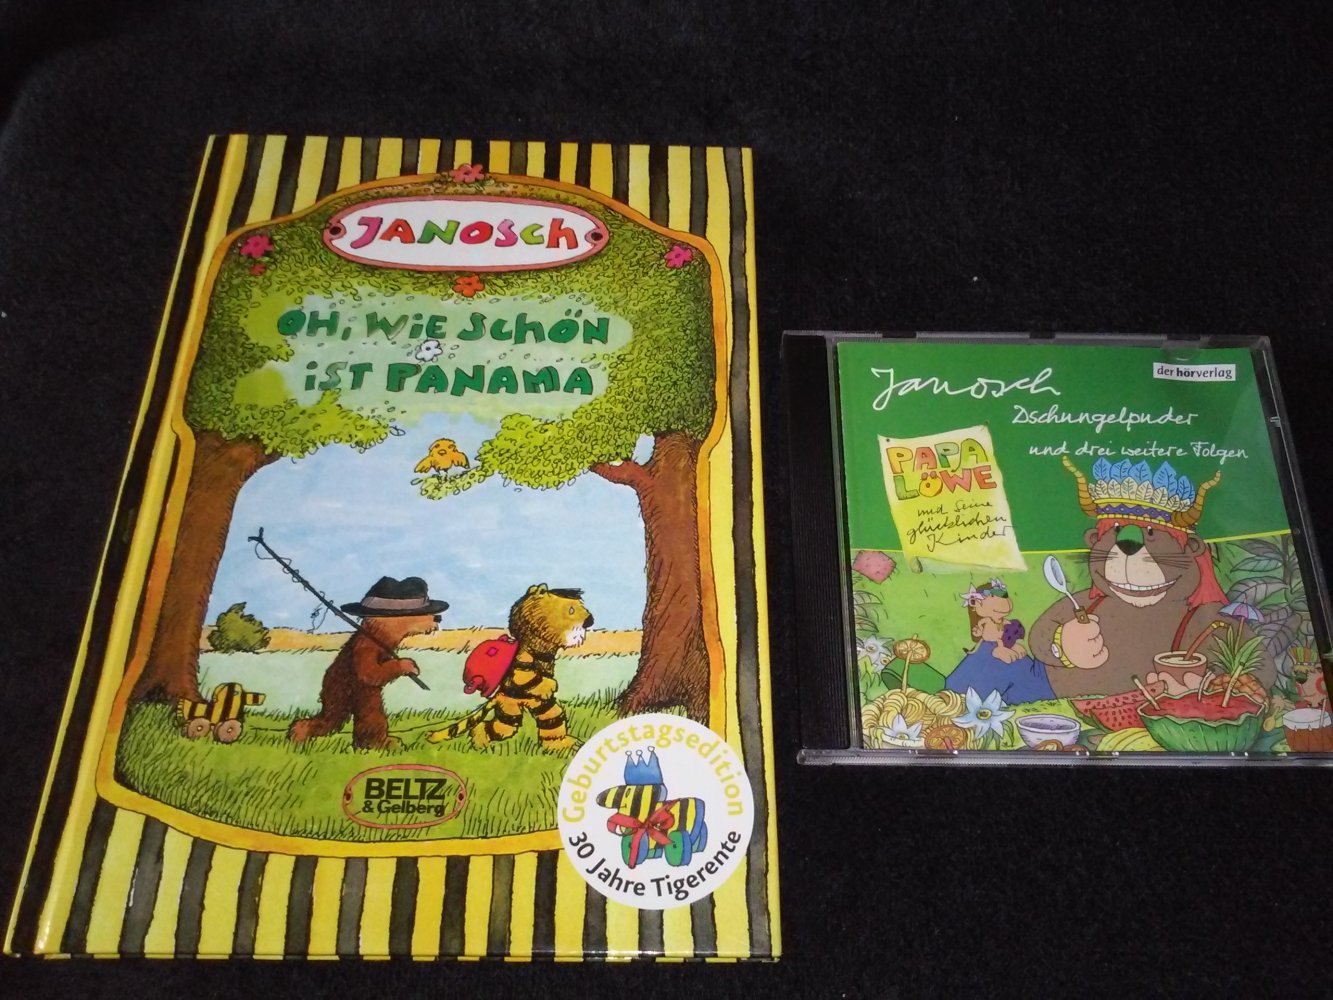 JANOSCH
OH, WIE SCHÖN
IST PANAMA
BELTZ
& Gelberg
Geburtstagsedition
30 Jahre Tigerente
Janosch
der hörverlag
Dschungelpuder
und drei weitere Folgen
PAPA
LÖWE
und seine
glücklichen
Kinder